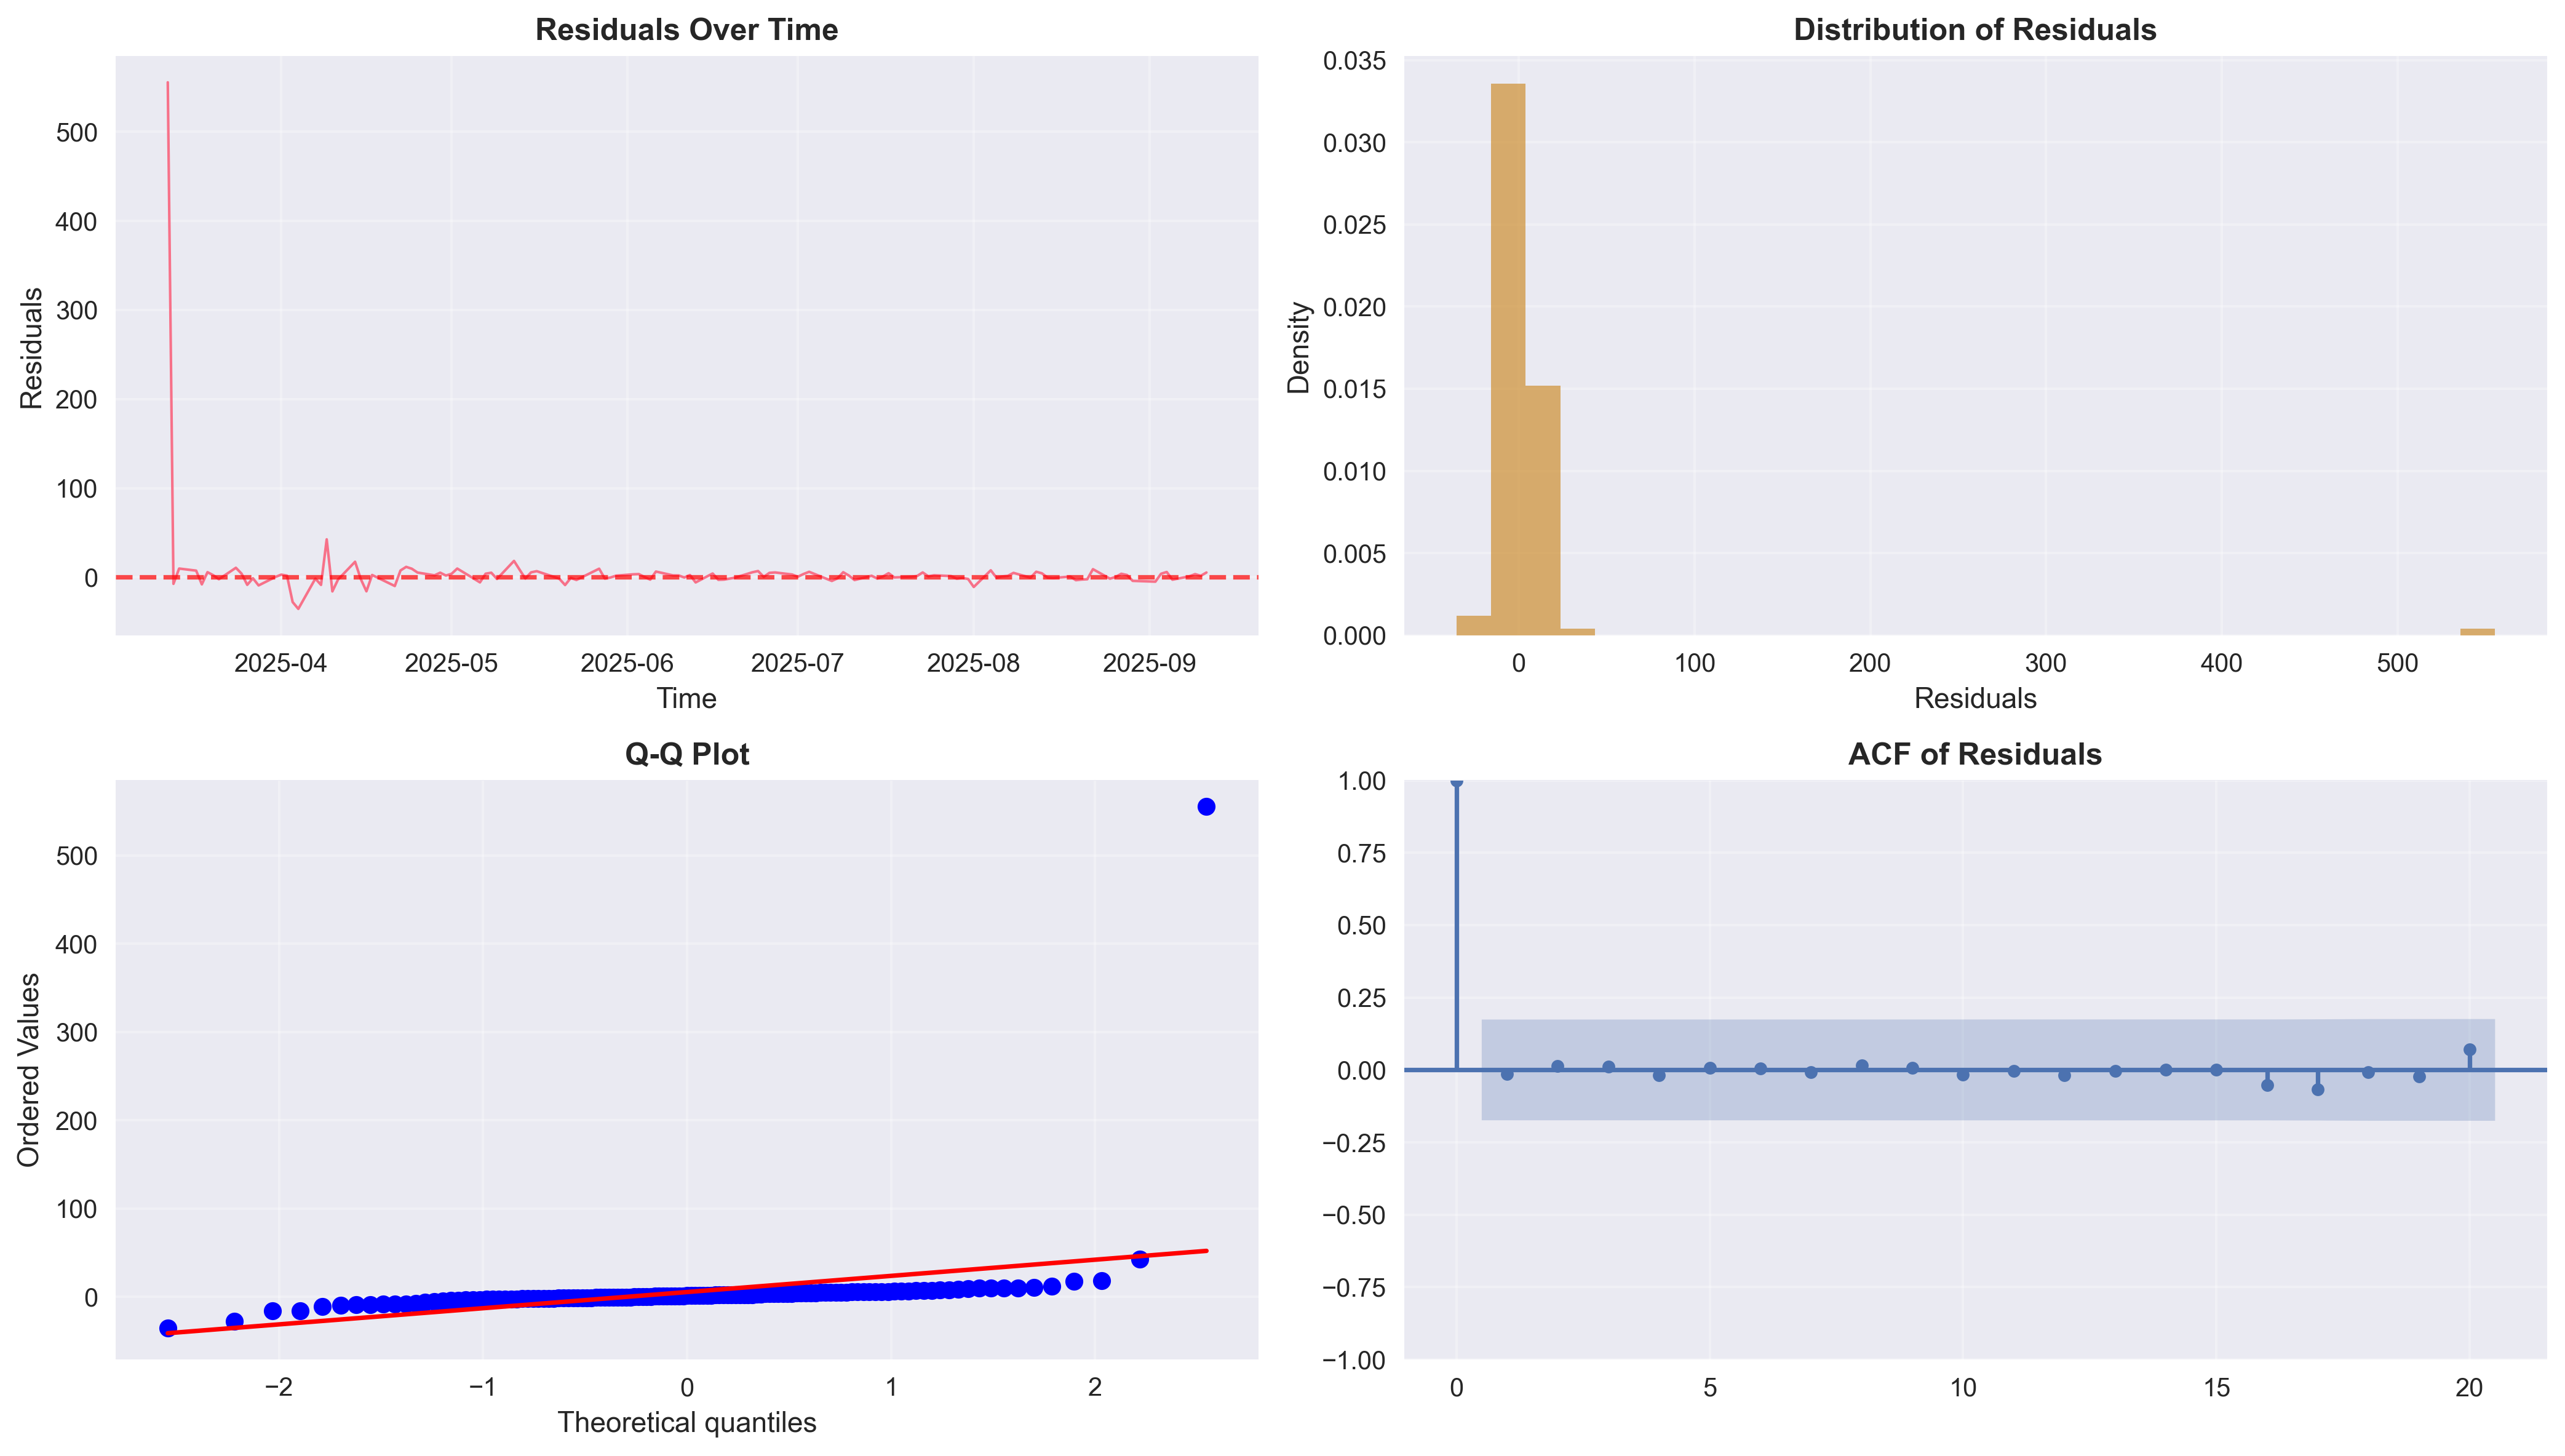 Residuals Over Time
Residuals
500
400
300
200
100
0
2025-04 2025-05 2025-06 2025-07 2025-08 2025-09
Time
Distribution of Residuals
Density
0.035
0.030
0.025
0.020
0.015
0.010
0.005
0.000
0 100 200 300 400 500
Residuals
Q-Q Plot
Ordered Values
500
400
300
200
100
0
−2 −1 0 1 2
Theoretical quantiles
ACF of Residuals
1.00
0.75
0.50
0.25
0.00
−0.25
−0.50
−0.75
−1.00
0 5 10 15 20